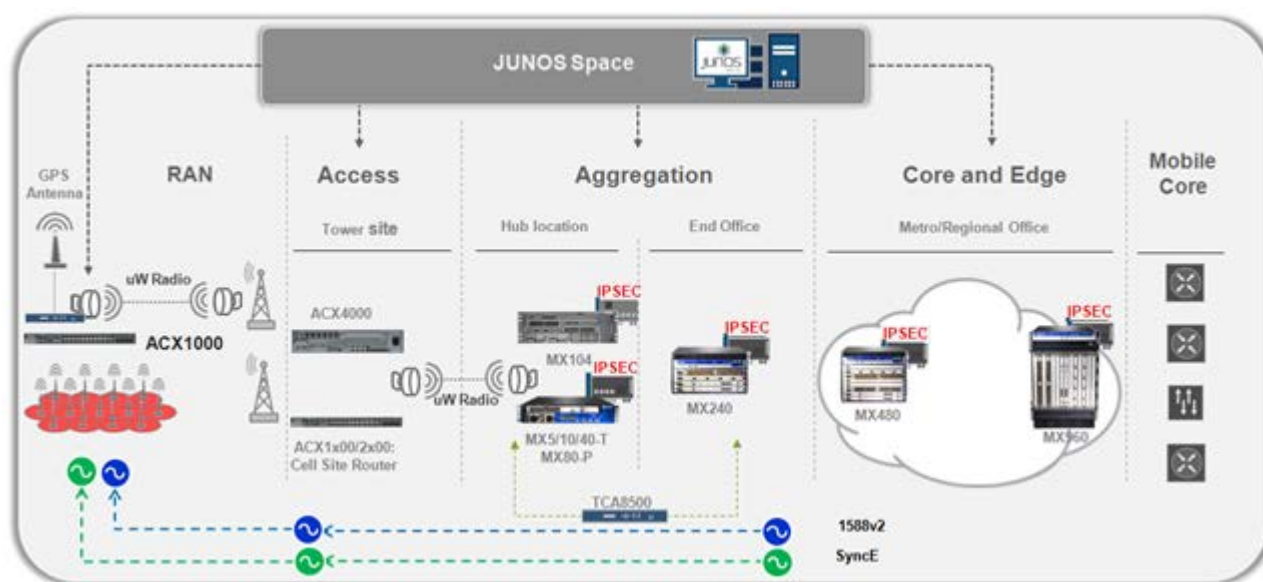 JUNOS Space
JUNOS
GPS
Antenna
RAN
Access
Aggregation
Core and Edge
Mobile
Core
Tower site
Hub location
End Office
Metro/Regional Office
uW Radio
ACX1000
ACX4000
uW Radio
ACX1x00/2x00:
Cell Site Router
IPSEC
MX104
IPSEC
MX5/10/40-T
MX80-P
IPSEC
MX240
IPSEC
MX480
IPSEC
MX960
TCA8500
1588v2
SyncE